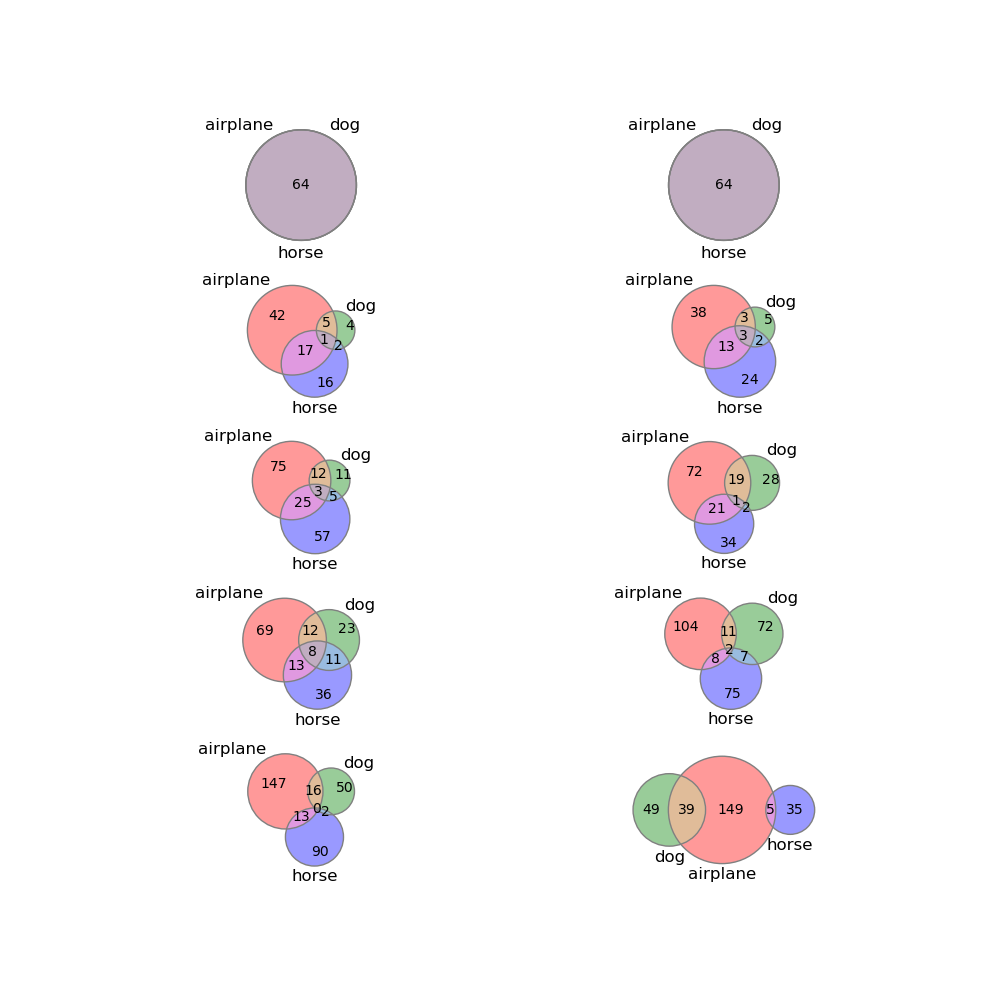 airplane dog
64
horse
airplane dog
64
horse
airplane
dog
42 5 4
1 2
17
16
horse
airplane
dog
38 3 5
3 2
13
24
horse
airplane
dog
75 12 11
3 5
25
57
horse
airplane
dog
72 19 28
1 2
21
34
horse
airplane
dog
69 12 23
8 11
13
36
horse
airplane
dog
104 11 72
2 7
8
75
horse
airplane
dog
147 16 50
0 2
13
90
horse
49 39 149 5 35
dog horse
airplane